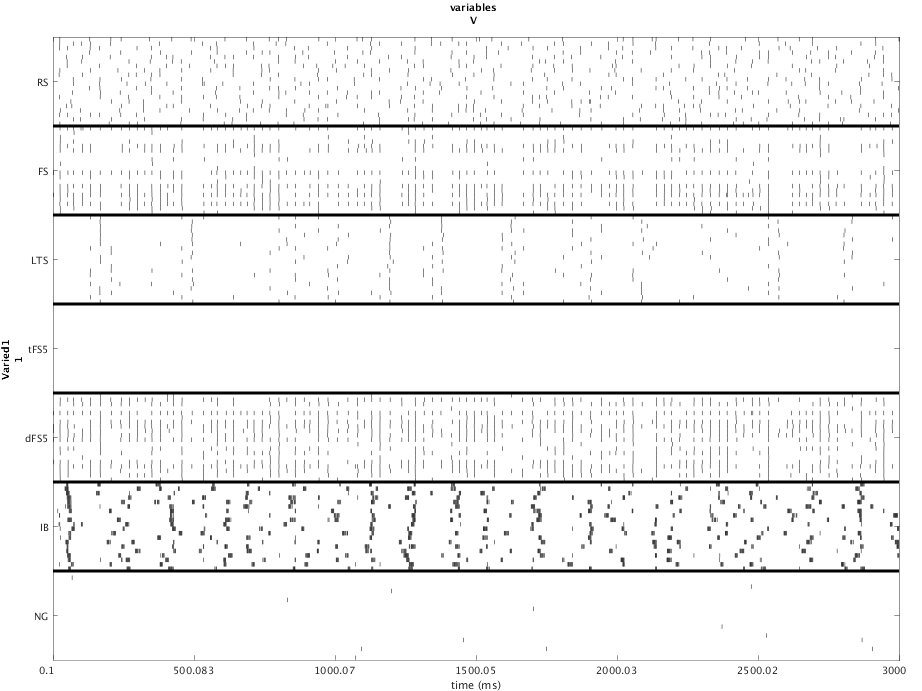 variables
V
RS
FS
LTS
tFS5
dFS5
IB
NG
Varied1
1
0.1 500.083 1000.07 1500.05 2000.03 2500.02 3000
time (ms)